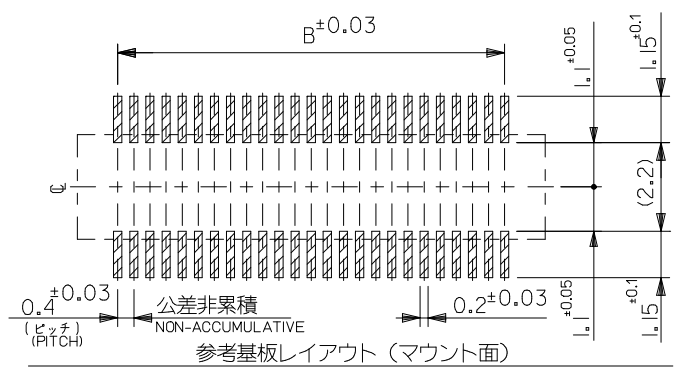 B±0.03
1.1±0.05
1.15±0.1
℄
(2.2)
0.4±0.03
(ピッチ)
(PITCH)
公差非累積
NON-ACCUMULATIVE
0.2±0.03
1.1±0.05
1.15±0.1
参考基板レイアウト (マウント面)